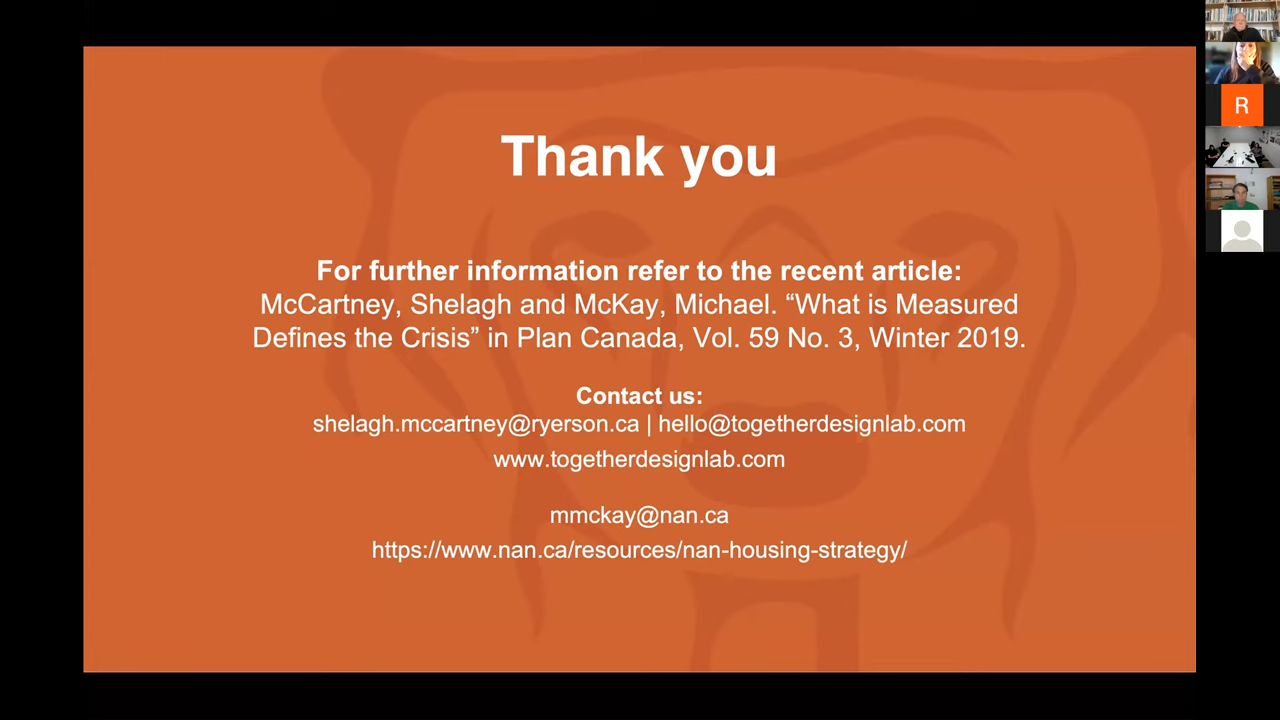 Thank you
For further information refer to the recent article:
McCartney, Shelagh and McKay, Michael. “What is Measured
Defines the Crisis” in Plan Canada, Vol. 59 No. 3, Winter 2019.
Contact us:
shelagh.mccartney@ryerson.ca | hello@togetherdesignlab.com
www.togetherdesignlab.com
mmckay@nan.ca
https://www.nan.ca/resources/nan-housing-strategy/
R